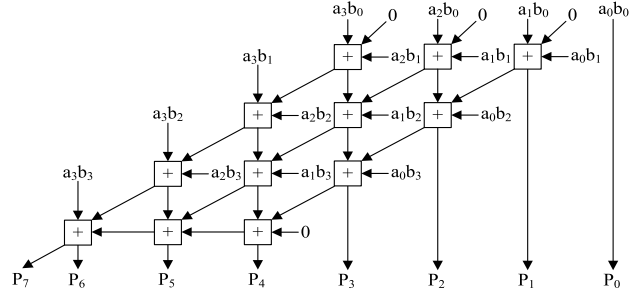 a₃b₀ 0 a₂b₀ 0 a₁b₀ 0 a₀b₀
a₃b₁ + a₂b₁ + a₁b₁ + a₀b₁
a₃b₂ + a₂b₂ + a₁b₂ + a₀b₂
a₃b₃ + a₂b₃ + a₁b₃ + a₀b₃
+ + + 0
P₇ P₆ P₅ P₄ P₃ P₂ P₁ P₀